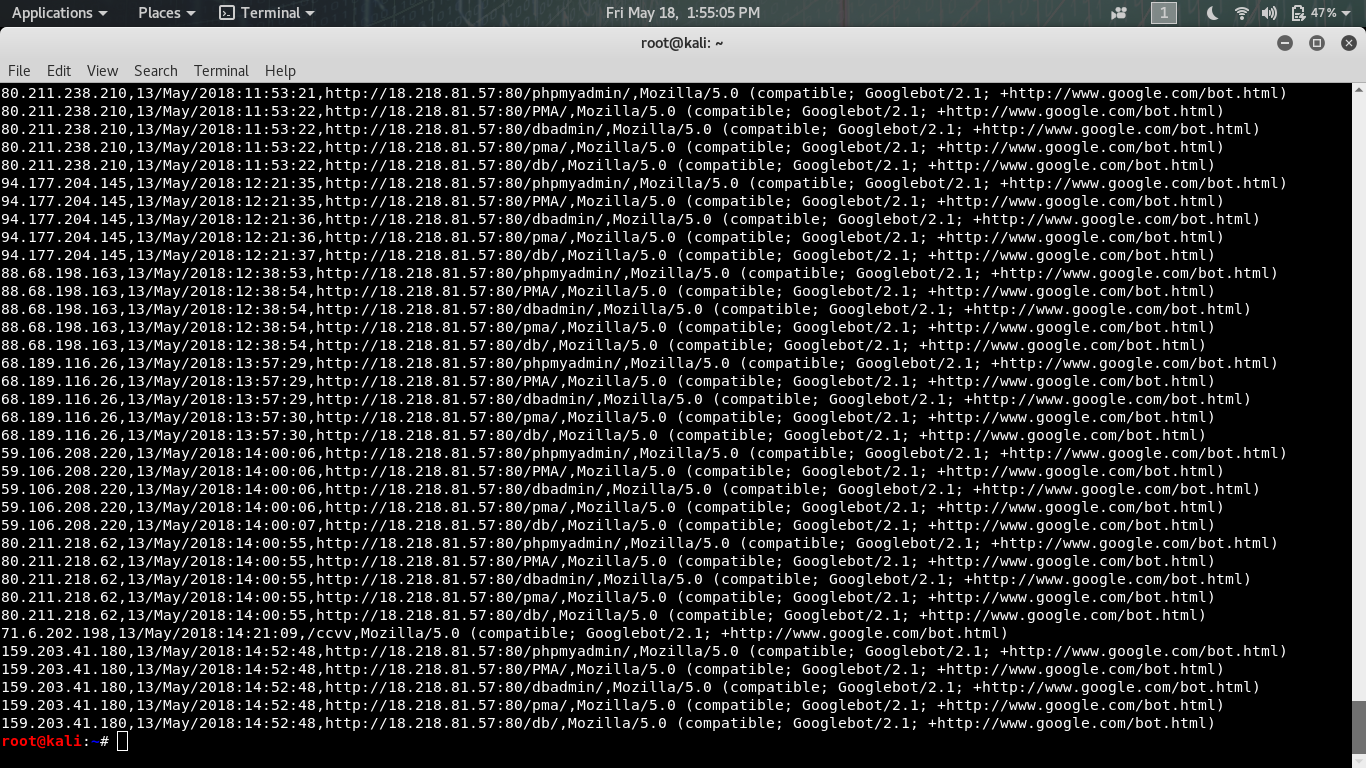 Applications Places Terminal Fri May 18, 1:55:05 PM 1 47%
root@kali: ~
File Edit View Search Terminal Help
80.211.238.210,13/May/2018:11:53:21,http://18.218.81.57:80/phpmyadmin/,Mozilla/5.0 (compatible; Googlebot/2.1; +http://www.google.com/bot.html)
80.211.238.210,13/May/2018:11:53:22,http://18.218.81.57:80/PMA/,Mozilla/5.0 (compatible; Googlebot/2.1; +http://www.google.com/bot.html)
80.211.238.210,13/May/2018:11:53:22,http://18.218.81.57:80/dbadmin/,Mozilla/5.0 (compatible; Googlebot/2.1; +http://www.google.com/bot.html)
80.211.238.210,13/May/2018:11:53:22,http://18.218.81.57:80/pma/,Mozilla/5.0 (compatible; Googlebot/2.1; +http://www.google.com/bot.html)
80.211.238.210,13/May/2018:11:53:22,http://18.218.81.57:80/db/,Mozilla/5.0 (compatible; Googlebot/2.1; +http://www.google.com/bot.html)
94.177.204.145,13/May/2018:12:21:35,http://18.218.81.57:80/phpmyadmin/,Mozilla/5.0 (compatible; Googlebot/2.1; +http://www.google.com/bot.html)
94.177.204.145,13/May/2018:12:21:35,http://18.218.81.57:80/PMA/,Mozilla/5.0 (compatible; Googlebot/2.1; +http://www.google.com/bot.html)
94.177.204.145,13/May/2018:12:21:36,http://18.218.81.57:80/dbadmin/,Mozilla/5.0 (compatible; Googlebot/2.1; +http://www.google.com/bot.html)
94.177.204.145,13/May/2018:12:21:36,http://18.218.81.57:80/pma/,Mozilla/5.0 (compatible; Googlebot/2.1; +http://www.google.com/bot.html)
94.177.204.145,13/May/2018:12:21:37,http://18.218.81.57:80/db/,Mozilla/5.0 (compatible; Googlebot/2.1; +http://www.google.com/bot.html)
88.68.198.163,13/May/2018:12:38:53,http://18.218.81.57:80/phpmyadmin/,Mozilla/5.0 (compatible; Googlebot/2.1; +http://www.google.com/bot.html)
88.68.198.163,13/May/2018:12:38:54,http://18.218.81.57:80/PMA/,Mozilla/5.0 (compatible; Googlebot/2.1; +http://www.google.com/bot.html)
88.68.198.163,13/May/2018:12:38:54,http://18.218.81.57:80/dbadmin/,Mozilla/5.0 (compatible; Googlebot/2.1; +http://www.google.com/bot.html)
88.68.198.163,13/May/2018:12:38:54,http://18.218.81.57:80/pma/,Mozilla/5.0 (compatible; Googlebot/2.1; +http://www.google.com/bot.html)
88.68.198.163,13/May/2018:12:38:54,http://18.218.81.57:80/db/,Mozilla/5.0 (compatible; Googlebot/2.1; +http://www.google.com/bot.html)
68.189.116.26,13/May/2018:13:57:29,http://18.218.81.57:80/phpmyadmin/,Mozilla/5.0 (compatible; Googlebot/2.1; +http://www.google.com/bot.html)
68.189.116.26,13/May/2018:13:57:29,http://18.218.81.57:80/PMA/,Mozilla/5.0 (compatible; Googlebot/2.1; +http://www.google.com/bot.html)
68.189.116.26,13/May/2018:13:57:29,http://18.218.81.57:80/dbadmin/,Mozilla/5.0 (compatible; Googlebot/2.1; +http://www.google.com/bot.html)
68.189.116.26,13/May/2018:13:57:30,http://18.218.81.57:80/pma/,Mozilla/5.0 (compatible; Googlebot/2.1; +http://www.google.com/bot.html)
68.189.116.26,13/May/2018:13:57:30,http://18.218.81.57:80/db/,Mozilla/5.0 (compatible; Googlebot/2.1; +http://www.google.com/bot.html)
59.106.208.220,13/May/2018:14:00:06,http://18.218.81.57:80/phpmyadmin/,Mozilla/5.0 (compatible; Googlebot/2.1; +http://www.google.com/bot.html)
59.106.208.220,13/May/2018:14:00:06,http://18.218.81.57:80/PMA/,Mozilla/5.0 (compatible; Googlebot/2.1; +http://www.google.com/bot.html)
59.106.208.220,13/May/2018:14:00:06,http://18.218.81.57:80/dbadmin/,Mozilla/5.0 (compatible; Googlebot/2.1; +http://www.google.com/bot.html)
59.106.208.220,13/May/2018:14:00:06,http://18.218.81.57:80/pma/,Mozilla/5.0 (compatible; Googlebot/2.1; +http://www.google.com/bot.html)
59.106.208.220,13/May/2018:14:00:07,http://18.218.81.57:80/db/,Mozilla/5.0 (compatible; Googlebot/2.1; +http://www.google.com/bot.html)
80.211.218.62,13/May/2018:14:00:55,http://18.218.81.57:80/phpmyadmin/,Mozilla/5.0 (compatible; Googlebot/2.1; +http://www.google.com/bot.html)
80.211.218.62,13/May/2018:14:00:55,http://18.218.81.57:80/PMA/,Mozilla/5.0 (compatible; Googlebot/2.1; +http://www.google.com/bot.html)
80.211.218.62,13/May/2018:14:00:55,http://18.218.81.57:80/dbadmin/,Mozilla/5.0 (compatible; Googlebot/2.1; +http://www.google.com/bot.html)
80.211.218.62,13/May/2018:14:00:55,http://18.218.81.57:80/pma/,Mozilla/5.0 (compatible; Googlebot/2.1; +http://www.google.com/bot.html)
80.211.218.62,13/May/2018:14:00:55,http://18.218.81.57:80/db/,Mozilla/5.0 (compatible; Googlebot/2.1; +http://www.google.com/bot.html)
71.6.202.198,13/May/2018:14:21:09,/ccvv,Mozilla/5.0 (compatible; Googlebot/2.1; +http://www.google.com/bot.html)
159.203.41.180,13/May/2018:14:52:48,http://18.218.81.57:80/phpmyadmin/,Mozilla/5.0 (compatible; Googlebot/2.1; +http://www.google.com/bot.html)
159.203.41.180,13/May/2018:14:52:48,http://18.218.81.57:80/PMA/,Mozilla/5.0 (compatible; Googlebot/2.1; +http://www.google.com/bot.html)
159.203.41.180,13/May/2018:14:52:48,http://18.218.81.57:80/dbadmin/,Mozilla/5.0 (compatible; Googlebot/2.1; +http://www.google.com/bot.html)
159.203.41.180,13/May/2018:14:52:48,http://18.218.81.57:80/pma/,Mozilla/5.0 (compatible; Googlebot/2.1; +http://www.google.com/bot.html)
159.203.41.180,13/May/2018:14:52:48,http://18.218.81.57:80/db/,Mozilla/5.0 (compatible; Googlebot/2.1; +http://www.google.com/bot.html)
root@kali:~#